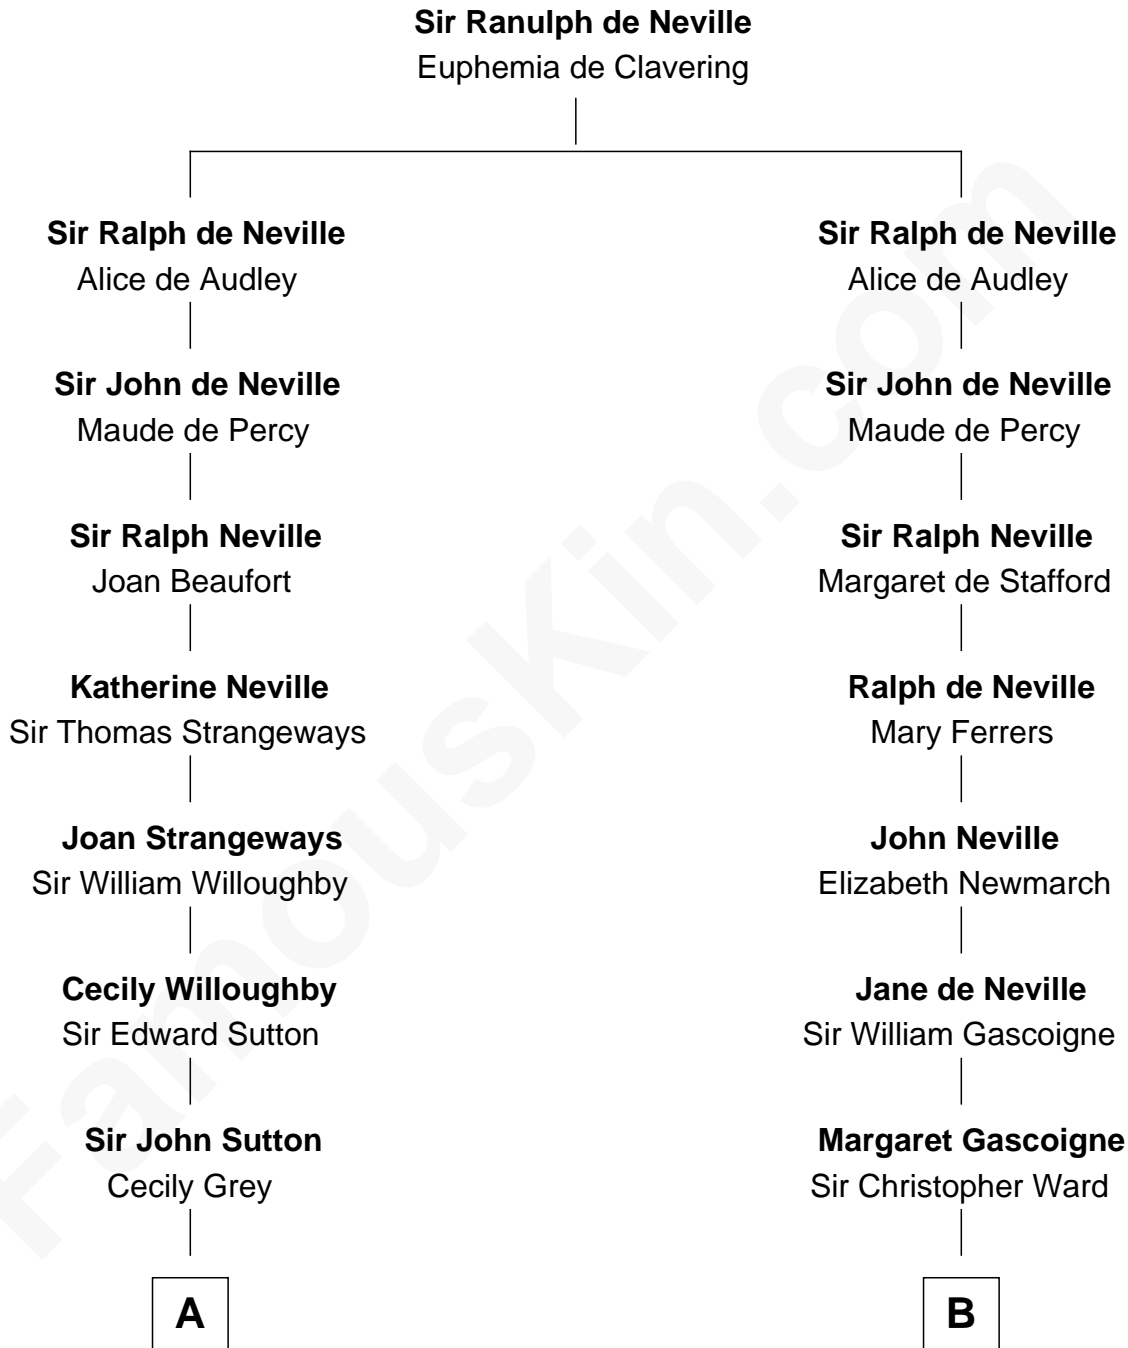 Sir Ranulph de Neville
Euphemia de Clavering
Sir Ralph de Neville
Alice de Audley
Sir John de Neville
Maude de Percy
Sir Ralph Neville
Joan Beaufort
Katherine Neville
Sir Thomas Strangeways
Joan Strangeways
Sir William Willoughby
Cecily Willoughby
Sir Edward Sutton
Sir John Sutton
Cecily Grey
A
Sir Ralph de Neville
Alice de Audley
Sir John de Neville
Maude de Percy
Sir Ralph Neville
Margaret de Stafford
Ralph de Neville
Mary Ferrers
John Neville
Elizabeth Newmarch
Jane de Neville
Sir William Gascoigne
Margaret Gascoigne
Sir Christopher Ward
B
FamousKin.com